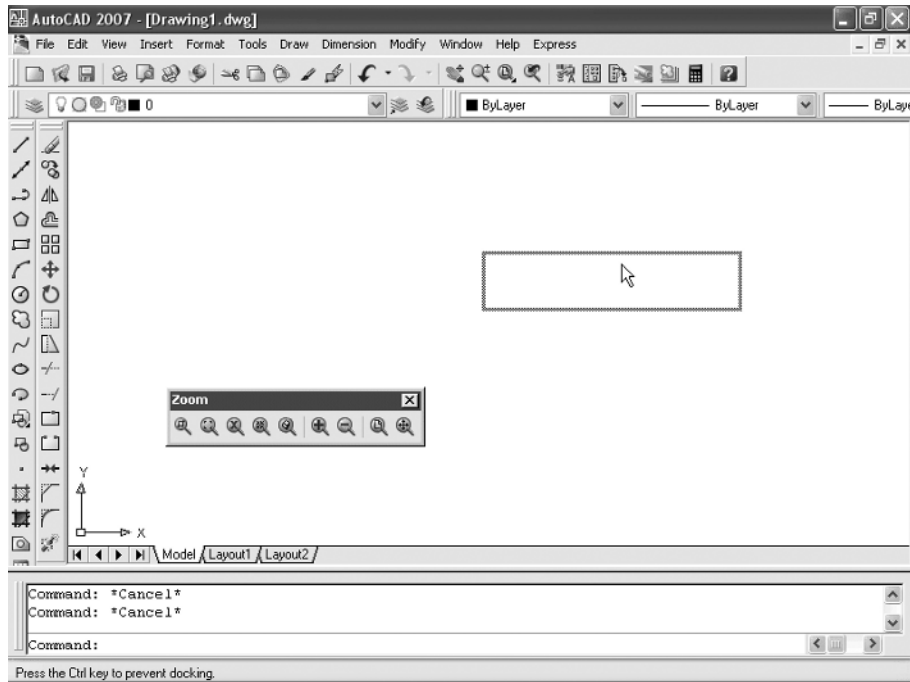 AutoCAD 2007 - [Drawing1.dwg]
File Edit View Insert Format Tools Draw Dimension Modify Window Help Express
0 ByLayer ByLayer ByLaye
Zoom
Y
X
Model Layout1 Layout2
Command: *Cancel*
Command: *Cancel*
Command:
Press the Ctrl key to prevent docking.